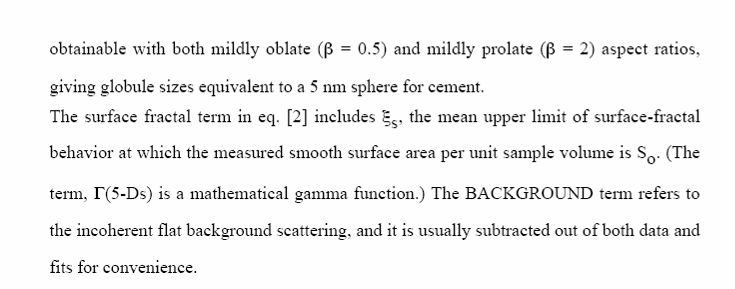 obtainable with both mildly oblate (β = 0.5) and mildly prolate (β = 2) aspect ratios,
giving globule sizes equivalent to a 5 nm sphere for cement.
The surface fractal term in eq. [2] includes ξₛ, the mean upper limit of surface-fractal
behavior at which the measured smooth surface area per unit sample volume is Sₒ. (The
term, Γ(5-Ds) is a mathematical gamma function.) The BACKGROUND term refers to
the incoherent flat background scattering, and it is usually subtracted out of both data and
fits for convenience.